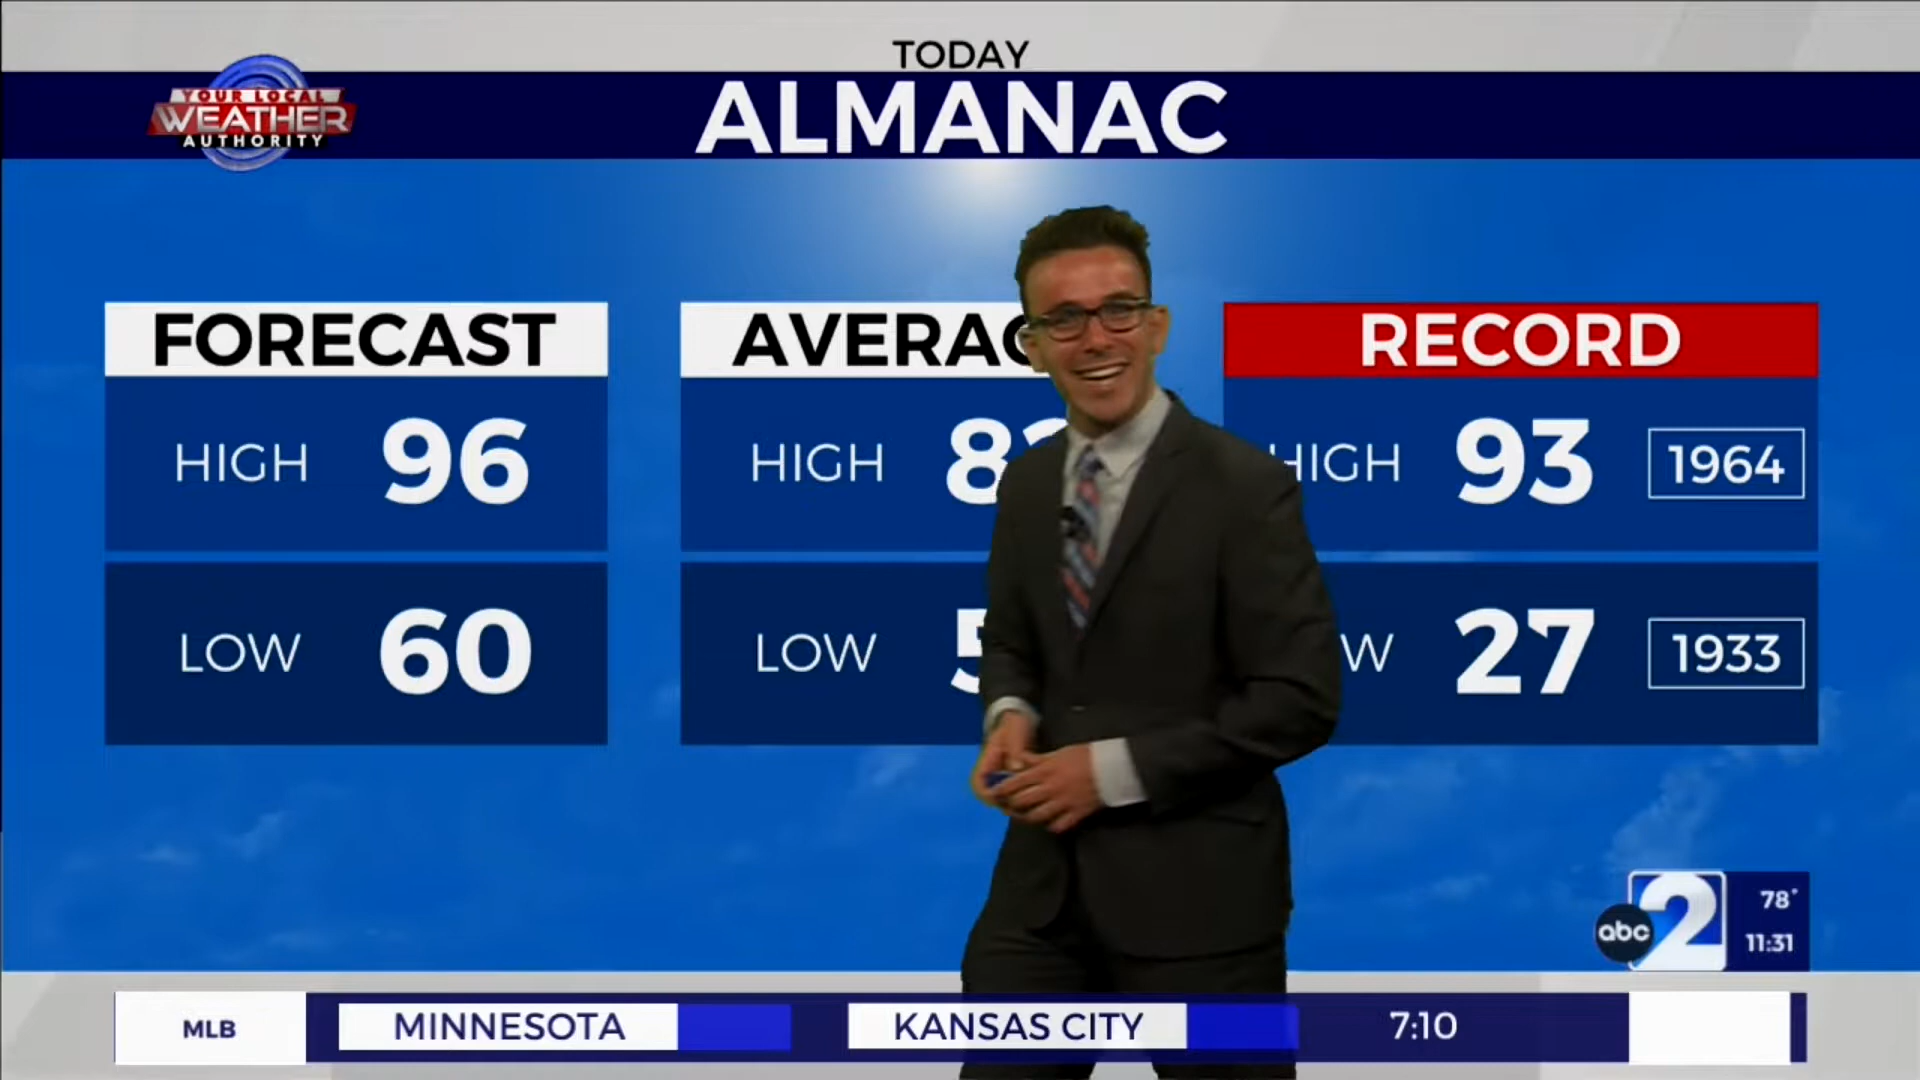 TODAY
ALMANAC
YOUR LOCAL
WEATHER
AUTHORITY
FORECAST
HIGH 96
LOW 60
HIGH
LOW
RECORD
HIGH 93 1964
27 1933
abc 2
78°
11:31
MLB MINNESOTA KANSAS CITY 7:10